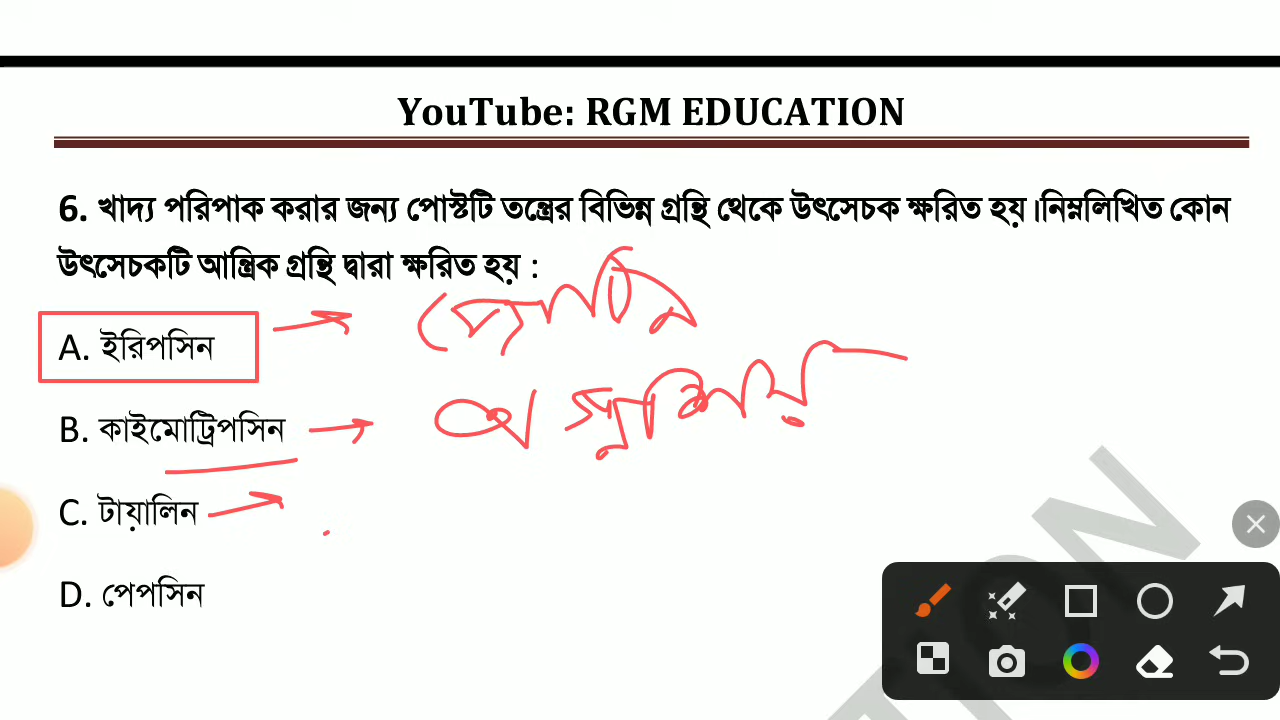 YouTube: RGM EDUCATION
6. খাদ্য পরিপাক করার জন্য পোস্টটি তন্ত্রের বিভিন্ন গ্রন্থি থেকে উৎসেচক ক্ষরিত হয়।নিম্নলিখিত কোন
উৎসেচকটি আন্ত্রিক গ্রন্থি দ্বারা ক্ষরিত হয় :
A. ইরিপসিন
B. কাইমোট্রিপসিন
C. টায়ালিন
D. পেপসিন
TION